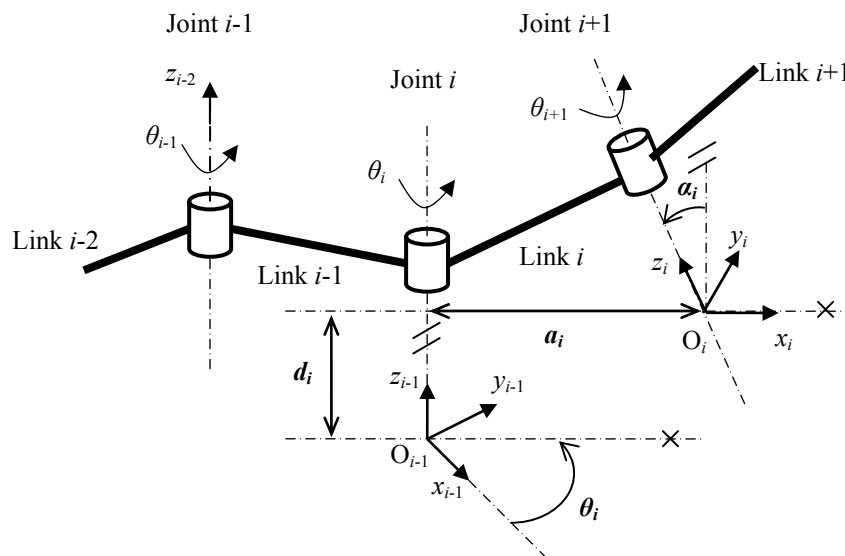 Joint i-1
Joint i+1
z_{i-2}
Joint i
Link i+1
θ_{i-1}
θ_{i+1}
θ_i
α_i
Link i-2
Link i-1
Link i
z_i
y_i
a_i
O_i
x_i
d_i
z_{i-1}
y_{i-1}
O_{i-1}
x_{i-1}
θ_i